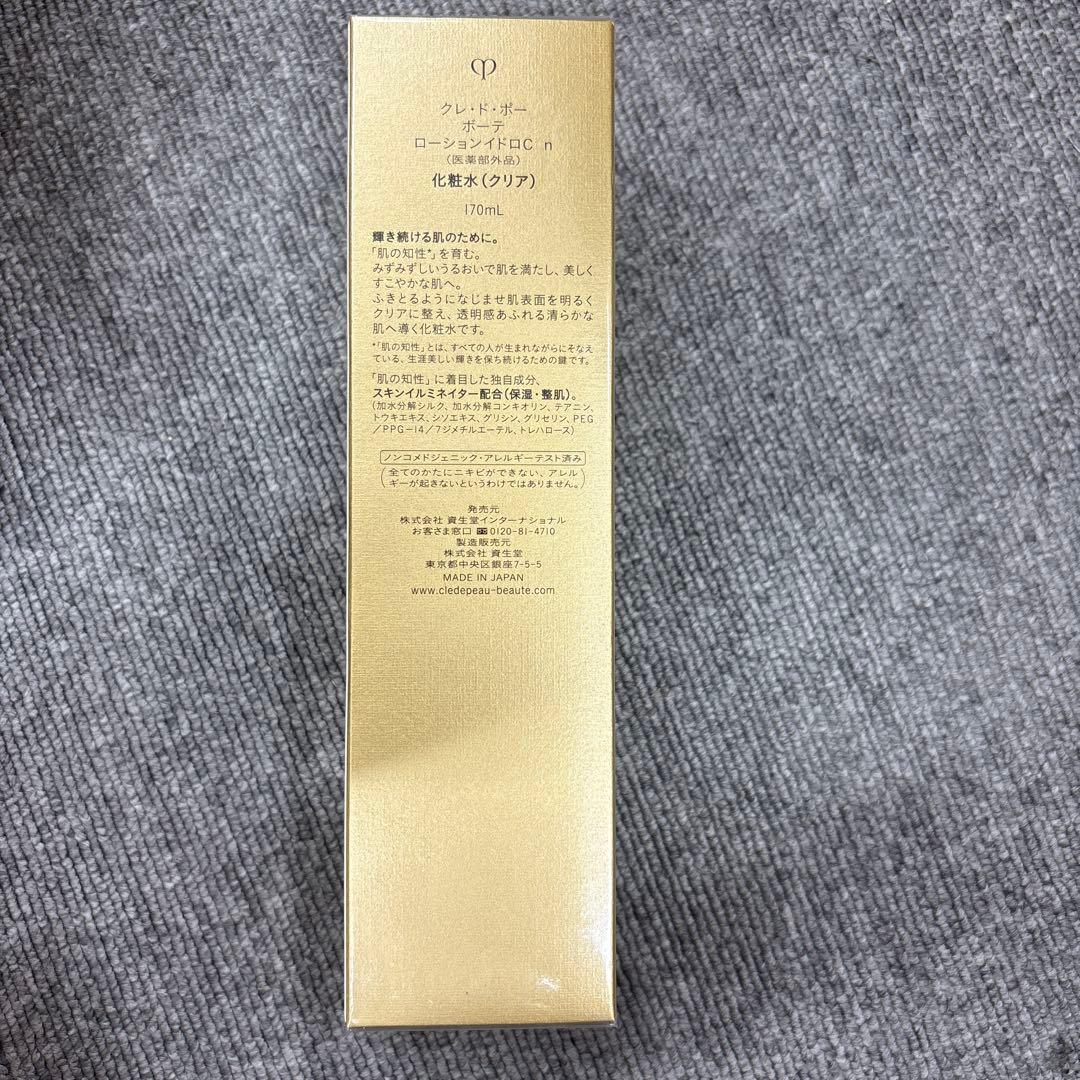 クレ・ド・ポー
ボーテ
ローションイドロC n
（医薬部外品）
化粧水（クリア）
170mL
輝き続ける肌のために。
「肌の知性*」を育む。
みずみずしいうるおいで肌を満たし、美しく
すこやかな肌へ。
ふきとるようになじませ肌表面を明るく
クリアに整え、透明感あふれる清らかな
肌へ導く化粧水です。
*「肌の知性」とは、すべての人が生まれながらにそなえ
ている、生涯美しい輝きを保ち続けるための鍵です。
「肌の知性」に着目した独自成分、
スキンイルミネイター配合（保湿・整肌）。
（加水分解シルク、加水分解コンキオリン、テアニン、
トウキエキス、シソエキス、グリシン、グリセリン、PEG
／PPG-14／7ジメチルエーテル、トレハロース）
ノンコメドジェニック・アレルギーテスト済み
（全てのかたにニキビができない、アレル
ギーが起きないというわけではありません。）
発売元
株式会社 資生堂インターナショナル
お客さま窓口 0120-81-4710
製造販売元
株式会社 資生堂
東京都中央区銀座7-5-5
MADE IN JAPAN
www.cledepeau-beaute.com